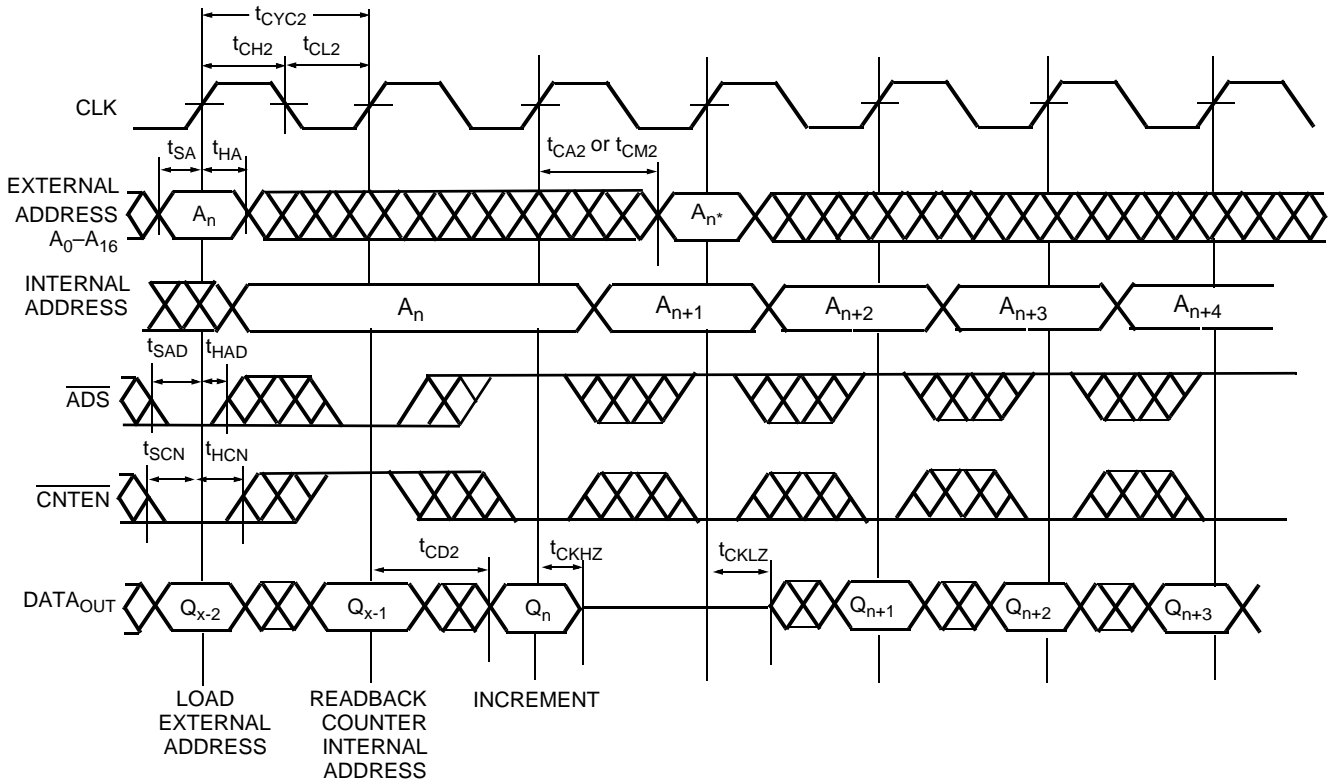 tCYC2
tCH2 tCL2
CLK
tSA tHA tCA2 or tCM2
EXTERNAL
ADDRESS
A0–A16
An An*
INTERNAL
ADDRESS
An An+1 An+2 An+3 An+4
tSAD tHAD
ADS
tSCN tHCN
CNTEN
tCD2 tCKHZ tCKLZ
DATAOUT
Qx-2 Qx-1 Qn Qn+1 Qn+2 Qn+3
LOAD
EXTERNAL
ADDRESS
READBACK
COUNTER
INTERNAL
ADDRESS
INCREMENT